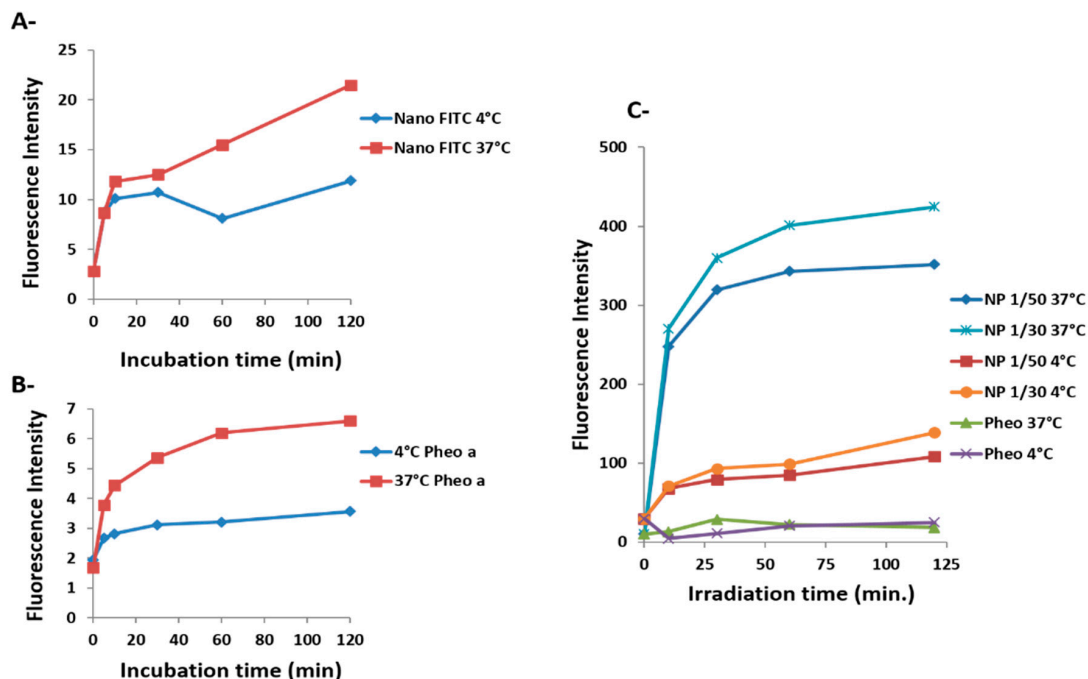 A-
Fluorescence Intensity
25
20
15
10
5
0
0 20 40 60 80 100 120
Incubation time (min)
Nano FITC 4°C
Nano FITC 37°C
B-
Fluorescence Intensity
7
6
5
4
3
2
1
0
0 20 40 60 80 100 120
Incubation time (min)
4°C Pheo a
37°C Pheo a
C-
Fluorescence Intensity
500
400
300
200
100
0
0 25 50 75 100 125
Irradiation time (min.)
NP 1/50 37°C
NP 1/30 37°C
NP 1/50 4°C
NP 1/30 4°C
Pheo 37°C
Pheo 4°C